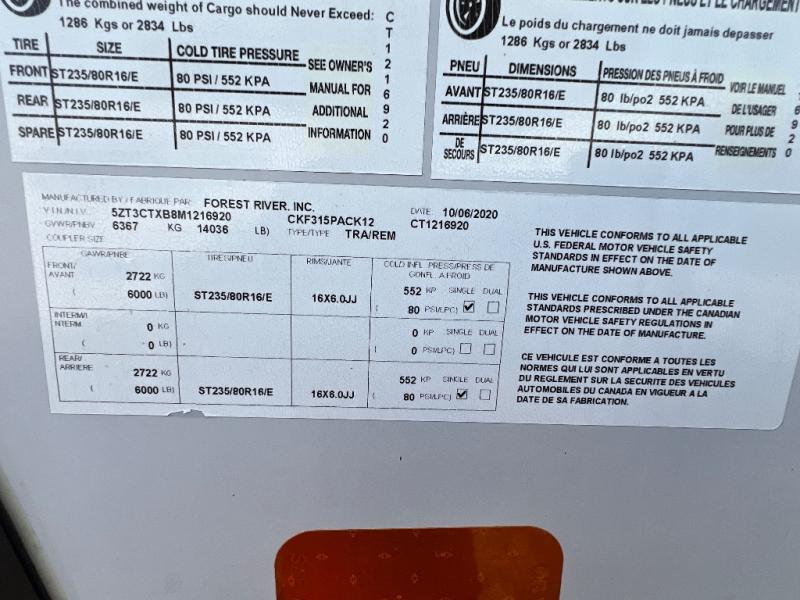 The combined weight of Cargo should Never Exceed:
1286 Kgs or 2834 Lbs
TIRE SIZE COLD TIRE PRESSURE SEE OWNER'S MANUAL FOR ADDITIONAL INFORMATION
FRONT ST235/80R16/E 80 PSI / 552 KPA
REAR ST235/80R16/E 80 PSI / 552 KPA
SPARE ST235/80R16/E 80 PSI / 552 KPA
CT1216920
Le poids du chargement ne doit jamais depasser
1286 Kgs or 2834 Lbs
PNEU DIMENSIONS PRESSION DES PNEUS À FROID VOIR LE MANUEL DE L'USAGER POUR PLUS DE RENSEIGNEMENTS
AVANT ST235/80R16/E 80 lb/po2 552 KPA
ARRIÈRE ST235/80R16/E 80 lb/po2 552 KPA
DE SECOURS ST235/80R16/E 80 lb/po2 552 KPA
MANUFACTURED BY / FABRIQUE PAR: FOREST RIVER, INC. DATE: 10/06/2020
V.I.N./N.I.V. 5ZT3CTXB8M1216920 CKF315PACK12 CT1216920
GVWR/PNBV 6367 KG 14036 LB) TYPE/TYPE TRA/REM
COUPLER SIZE
GAWR/PNBE TIRES/PNEU RIMS/JANTE COLD INFL. PRESS/PRESS DE GONFL. A FROID
FRONT/
AVANT 2722 KG 552 KP SINGLE DUAL
( 6000 LB) ST235/80R16/E 16X6.0JJ ( 80 PSI/LPC)
INTERM/
INTERM 0 KG 0 KP SINGLE DUAL
( 0 LB) ( 0 PSI/LPC)
REAR/
ARRIERE 2722 KG 552 KP SINGLE DUAL
( 6000 LB) ST235/80R16/E 16X6.0JJ ( 80 PSI/LPC)
THIS VEHICLE CONFORMS TO ALL APPLICABLE
U.S. FEDERAL MOTOR VEHICLE SAFETY
STANDARDS IN EFFECT ON THE DATE OF
MANUFACTURE SHOWN ABOVE.
THIS VEHICLE CONFORMS TO ALL APPLICABLE
STANDARDS PRESCRIBED UNDER THE CANADIAN
MOTOR VEHICLE SAFETY REGULATIONS IN
EFFECT ON THE DATE OF MANUFACTURE.
CE VEHICULE EST CONFORME A TOUTES LES
NORMES QUI LUI SONT APPLICABLES EN VERTU
DU REGLEMENT SUR LA SECURITE DES VEHICULES
AUTOMOBILES DU CANADA EN VIGUEUR A LA
DATE DE SA FABRICATION.